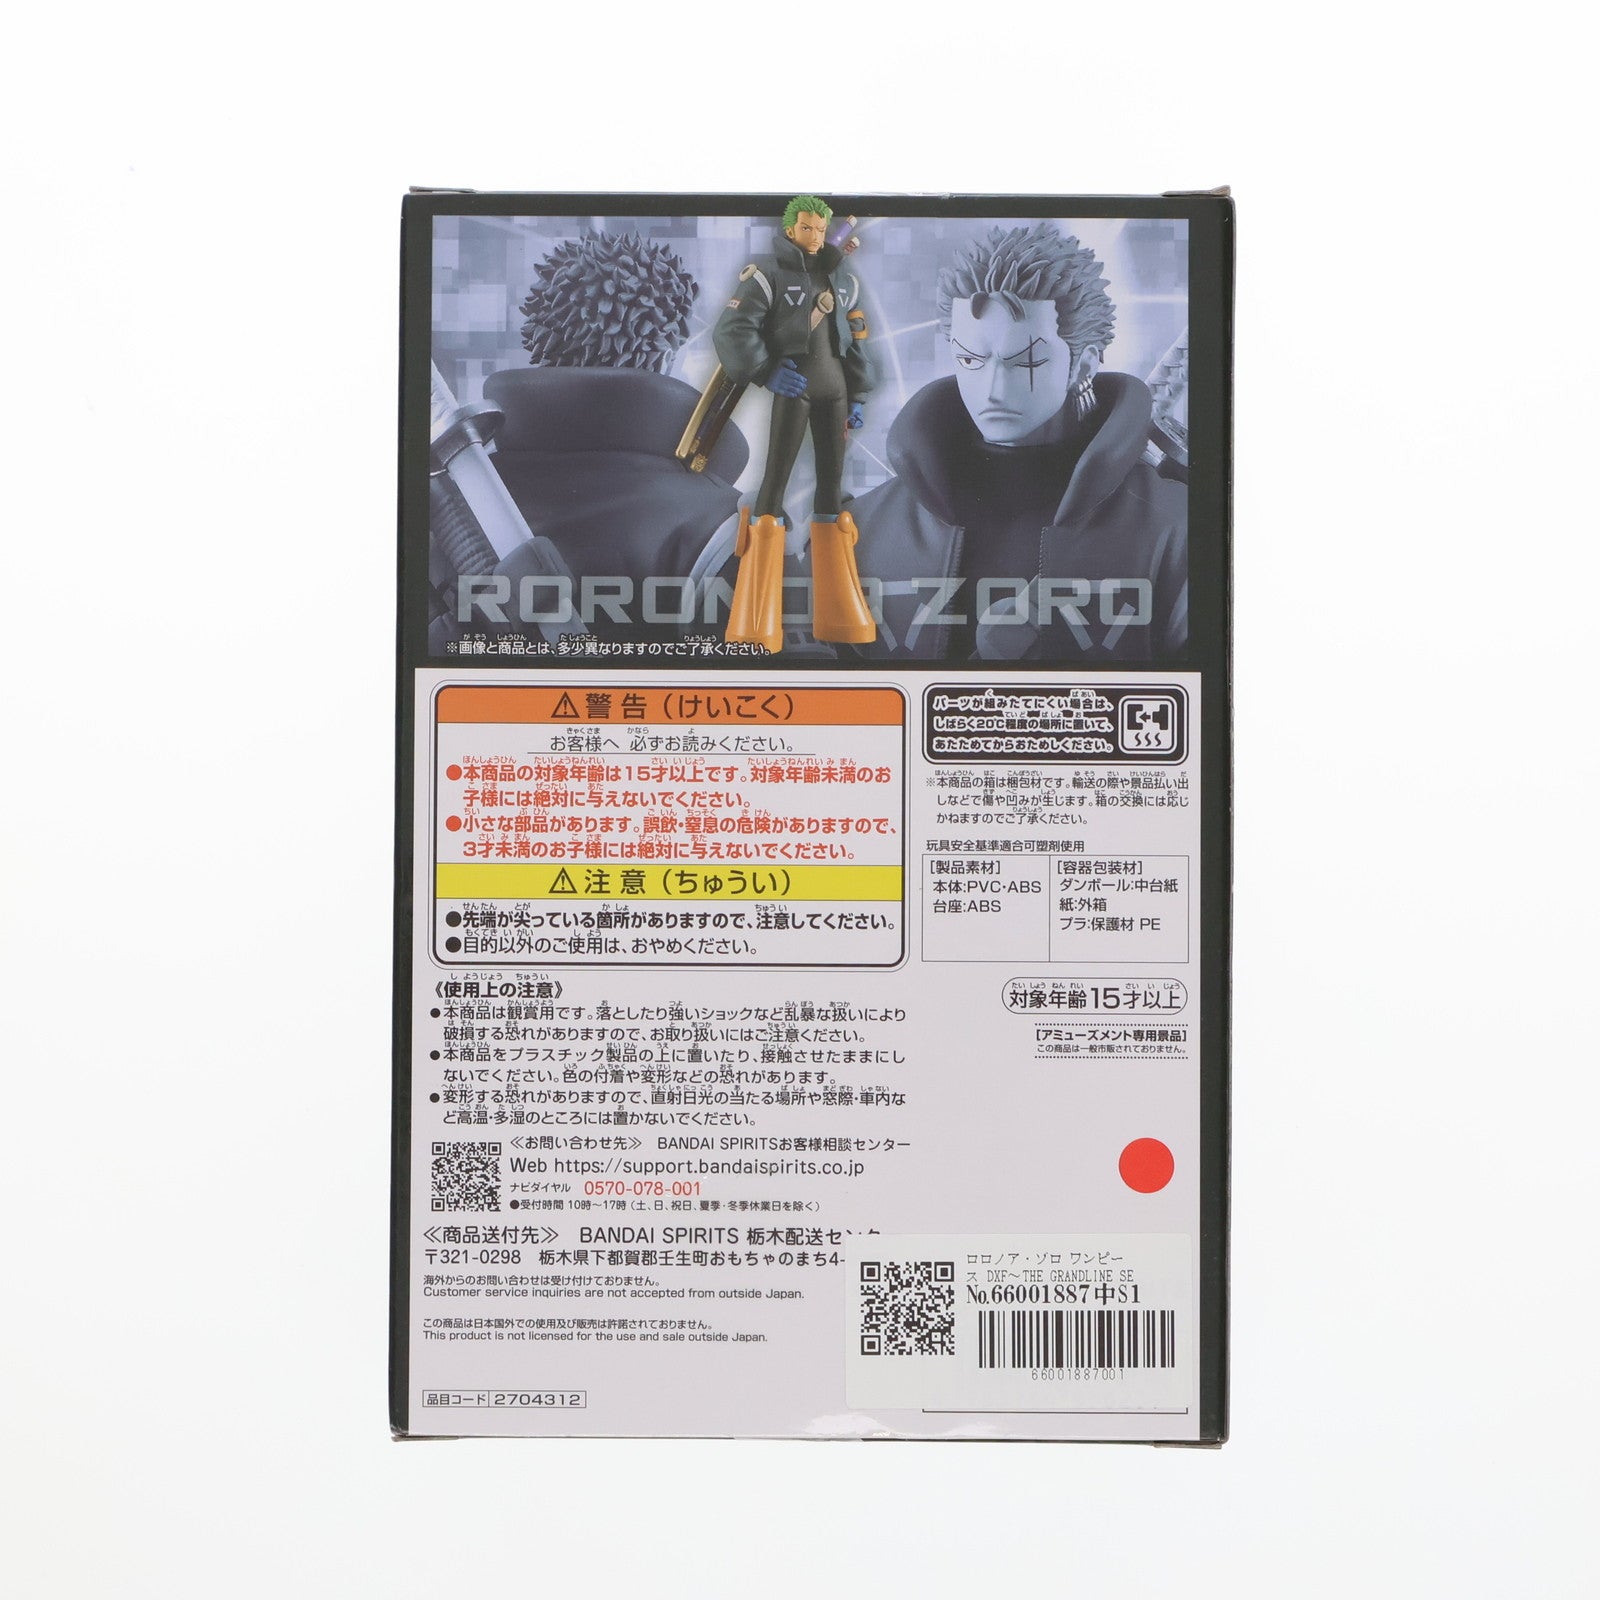 RORONOA ZORO
※画像と商品とは、多少異なりますのでご了承ください。
⚠警告（けいこく）
お客様へ 必ずお読みください。
●本商品の対象年齢は15才以上です。対象年齢未満のお
子様には絶対に与えないでください。
●小さな部品があります。誤飲・窒息の危険がありますので、
3才未満のお子様には絶対に与えないでください。
⚠注意（ちゅうい）
●先端が尖っている箇所がありますので、注意してください。
●目的以外のご使用は、おやめください。
パーツが組みたてにくい場合は、
しばらく20℃程度の場所に置いて、
あたためてからおためしください。
※本商品の箱は梱包材です。輸送の際や景品払い出
しなどで傷や凹みが生じます。箱の交換には応じ
かねますのでご了承ください。
玩具安全基準適合可塑剤使用
[製品素材]
本体:PVC・ABS
台座:ABS
[容器包装材]
ダンボール:中台紙
紙:外箱
プラ:保護材 PE
対象年齢15才以上
[アミューズメント専用景品]
この商品は一般市販されておりません。
《使用上の注意》
●本商品は観賞用です。落としたり強いショックなど乱暴な扱いにより
破損する恐れがありますので、お取り扱いにはご注意ください。
●本商品をプラスチック製品の上に置いたり、接触させたままにし
ないでください。色の付着や変形などの恐れがあります。
●変形する恐れがありますので、直射日光の当たる場所や窓際・車内な
ど高温・多湿のところには置かないでください。
≪お問い合わせ先≫ BANDAI SPIRITSお客様相談センター
Web https://support.bandaispirits.co.jp
ナビダイヤル 0570-078-001
●受付時間 10時〜17時（土、日、祝日、夏季・冬季休業日を除く）
≪商品送付先≫ BANDAI SPIRITS 栃木配送センター
〒321-0298 栃木県下都賀郡壬生町おもちゃのまち4-
海外からのお問い合わせは受け付けておりません。
Customer service inquiries are not accepted from outside Japan.
この商品は日本国外での使用及び販売は許諾されておりません。
This product is not licensed for the use and sale outside Japan.
品目コード 2704312
ロロノア・ゾロ ワンピー
ス DXF〜THE GRANDLINE SE
No.66001887中S1
66001887001